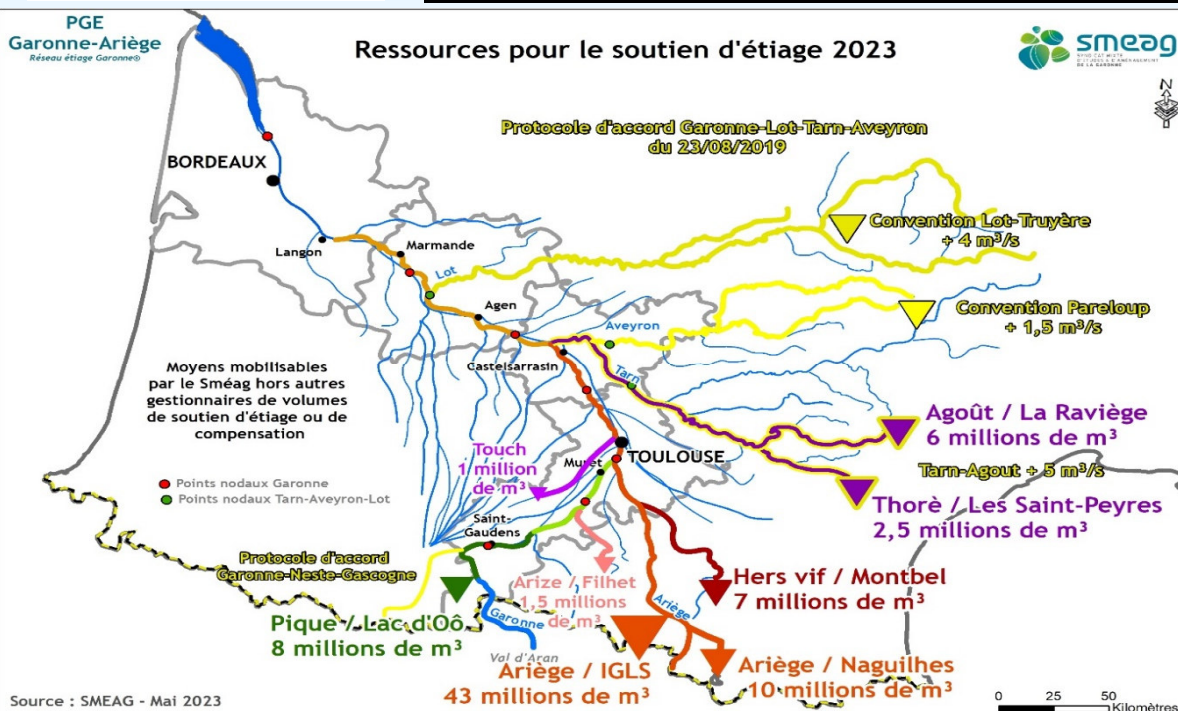 PGE
Garonne-Ariège
Réseau étiage Garonne®
Ressources pour le soutien d'étiage 2023
smeag
SYNDICAT MIXTE
D'ÉTUDES & D'AMÉNAGEMENT
DE LA GARONNE
N
Protocole d'accord Garonne-Lot-Tarn-Aveyron
du 23/08/2019
BORDEAUX
Convention Lot-Truyère
+ 4 m³/s
Langon
Marmande
Lot
Agen
Aveyron
Convention Pareloup
+ 1,5 m³/s
Castelsarrasin
Tarn
Moyens mobilisables
par le Sméag hors autres
gestionnaires de volumes
de soutien d'étiage ou de
compensation
Agoût / La Raviège
6 millions de m³
Touch
1 million
de m³
Muret
TOULOUSE
Tarn-Agout + 5 m³/s
Points nodaux Garonne
Points nodaux Tarn-Aveyron-Lot
Thorè / Les Saint-Peyres
2,5 millions de m³
Saint-
Gaudens
Protocole d'accord
Garonne-Neste-Gascogne
Arize / Filhet
1,5 millions
de m³
Hers vif / Montbel
7 millions de m³
Ariège
Garonne
Pique / Lac d'Oô
8 millions de m³
Val d'Aran
Ariège / IGLS
43 millions de m³
Ariège / Naguilhes
10 millions de m³
Source : SMEAG - Mai 2023
0 25 50
Kilomètres